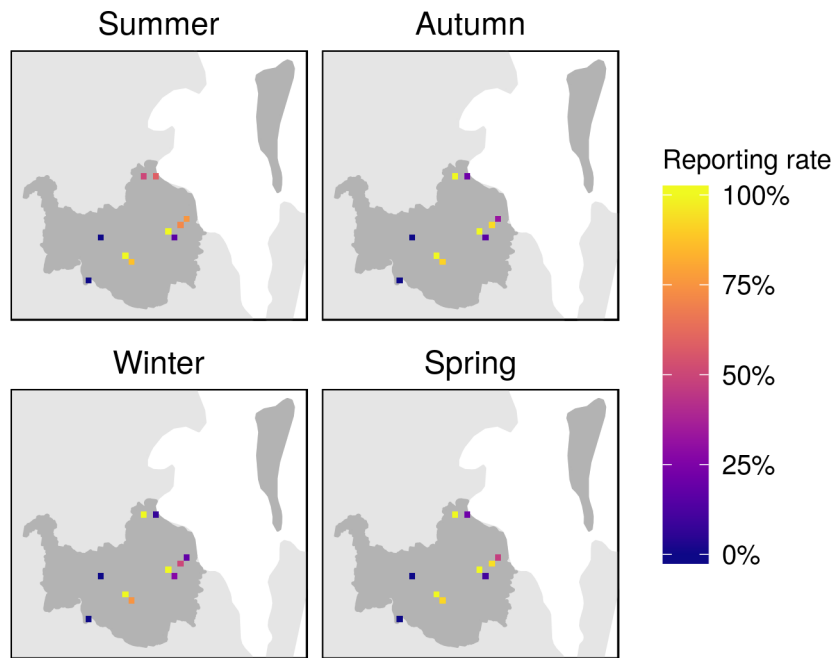 Summer
Autumn
Reporting rate
100%
75%
50%
25%
0%
Winter
Spring